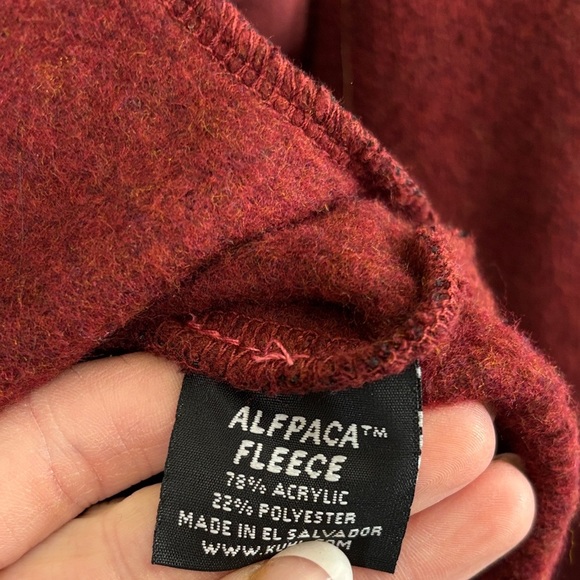 ALFPACA™
FLEECE
78% ACRYLIC
22% POLYESTER
MADE IN EL SALVADOR